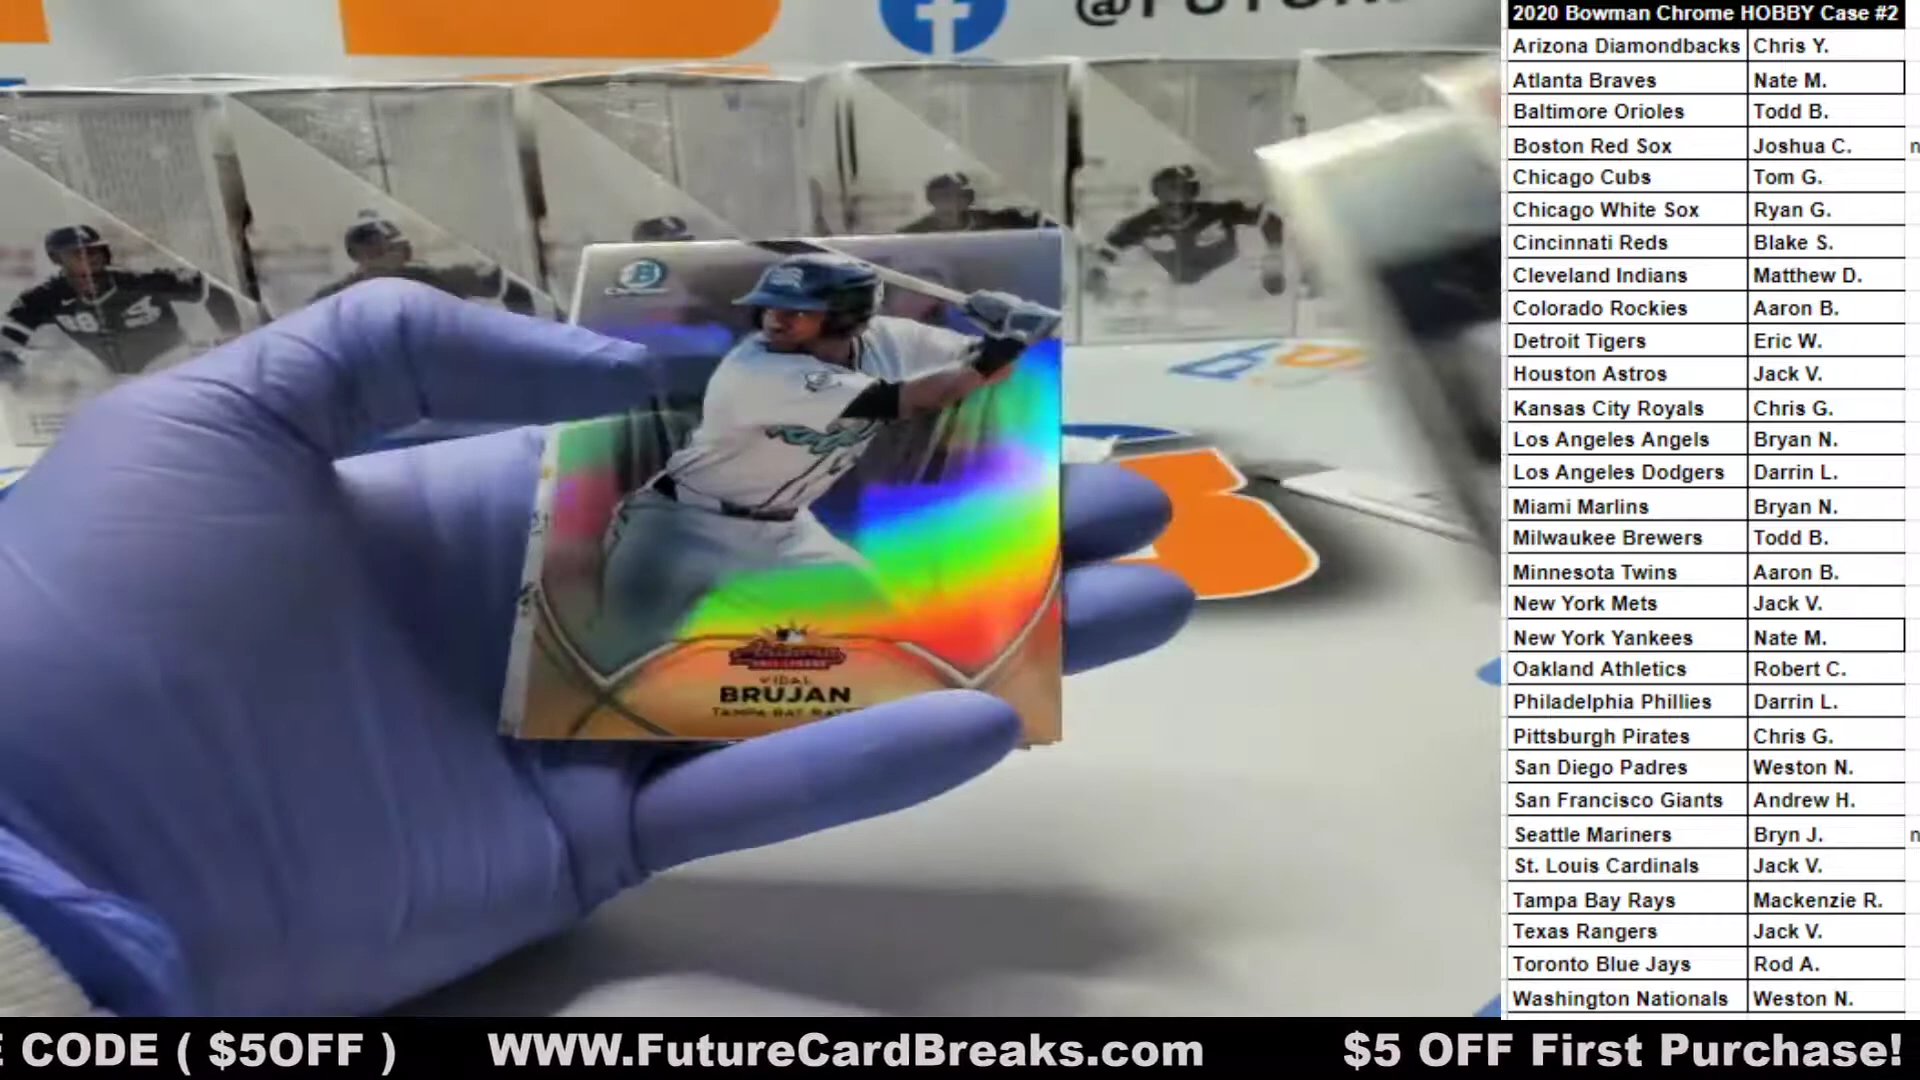 @FUTURE
BRUJAN
2020 Bowman Chrome HOBBY Case #2
Arizona Diamondbacks Chris Y.
Atlanta Braves Nate M.
Baltimore Orioles Todd B.
Boston Red Sox Joshua C. n
Chicago Cubs Tom G.
Chicago White Sox Ryan G.
Cincinnati Reds Blake S.
Cleveland Indians Matthew D.
Colorado Rockies Aaron B.
Detroit Tigers Eric W.
Houston Astros Jack V.
Kansas City Royals Chris G.
Los Angeles Angels Bryan N.
Los Angeles Dodgers Darrin L.
Miami Marlins Bryan N.
Milwaukee Brewers Todd B.
Minnesota Twins Aaron B.
New York Mets Jack V.
New York Yankees Nate M.
Oakland Athletics Robert C.
Philadelphia Phillies Darrin L.
Pittsburgh Pirates Chris G.
San Diego Padres Weston N.
San Francisco Giants Andrew H.
Seattle Mariners Bryn J. n
St. Louis Cardinals Jack V.
Tampa Bay Rays Mackenzie R.
Texas Rangers Jack V.
Toronto Blue Jays Rod A.
Washington Nationals Weston N.
E CODE ( $5OFF ) WWW.FutureCardBreaks.com $5 OFF First Purchase!